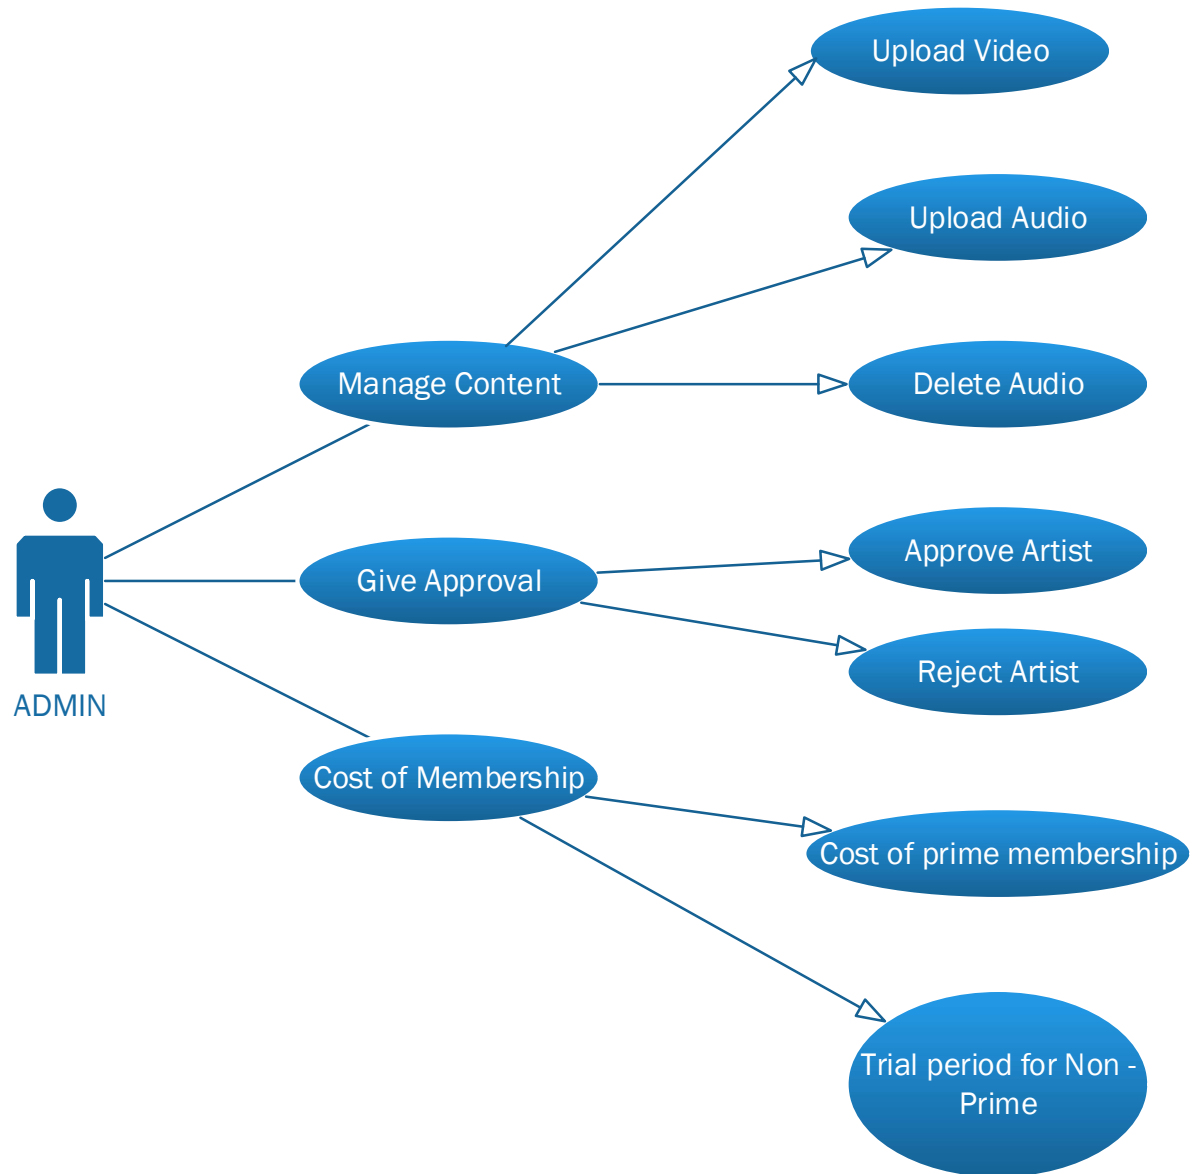 Upload Video
Upload Audio
Manage Content
Delete Audio
Approve Artist
Give Approval
Reject Artist
ADMIN
Cost of Membership
Cost of prime membership
Trial period for Non -
Prime